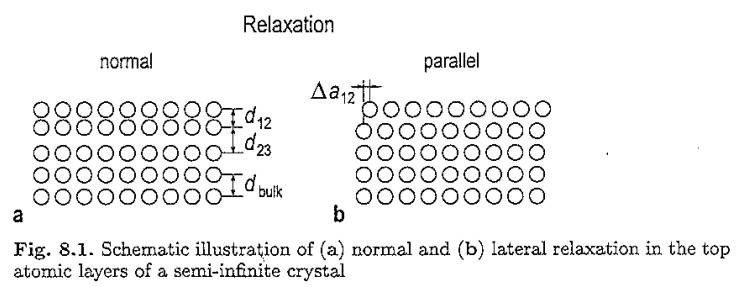 Relaxation
normal
parallel
Δa12
d12
d23
dbulk
a
b
Fig. 8.1. Schematic illustration of (a) normal and (b) lateral relaxation in the top
atomic layers of a semi-infinite crystal